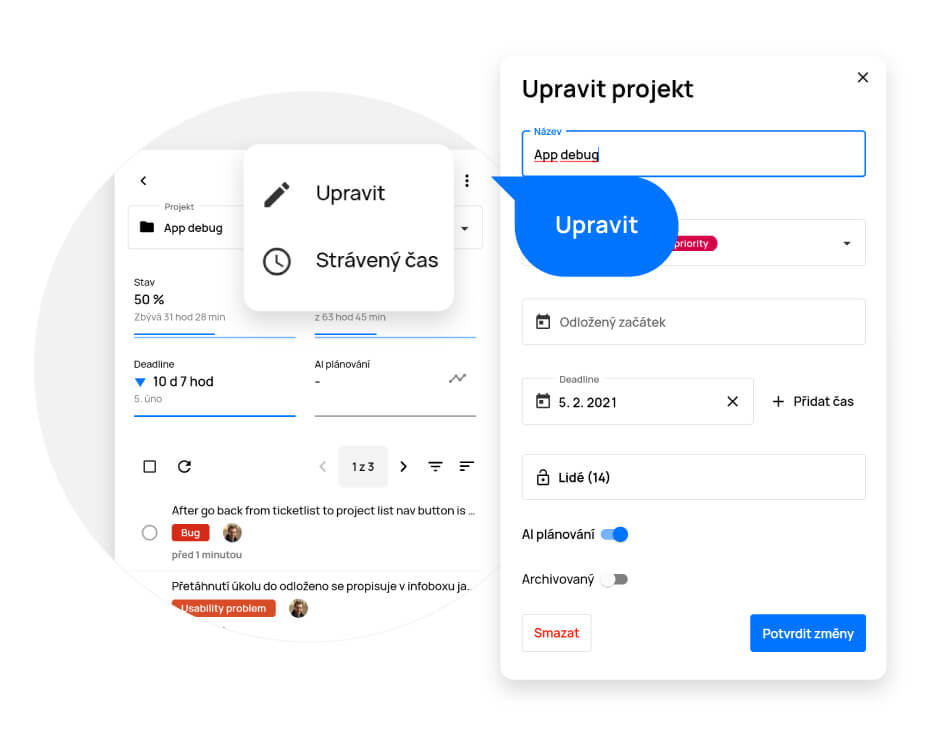 Projekt
App debug
Upravit
Strávený čas
Stav
50 %
Zbývá 31 hod 28 min
z 63 hod 45 min
Deadline
10 d 7 hod
5. úno
AI plánování
-
1 z 3
After go back from ticketlist to project list nav button is ...
Bug
před 1 minutou
Přetáhnutí úkolu do odloženo se propisuje v infoboxu ja..
Usability problem
Upravit projekt
Název
App debug
Upravit
priority
Odložený začátek
Deadline
5. 2. 2021
Přidat čas
Lidé (14)
AI plánování
Archivovaný
Smazat
Potvrdit změny